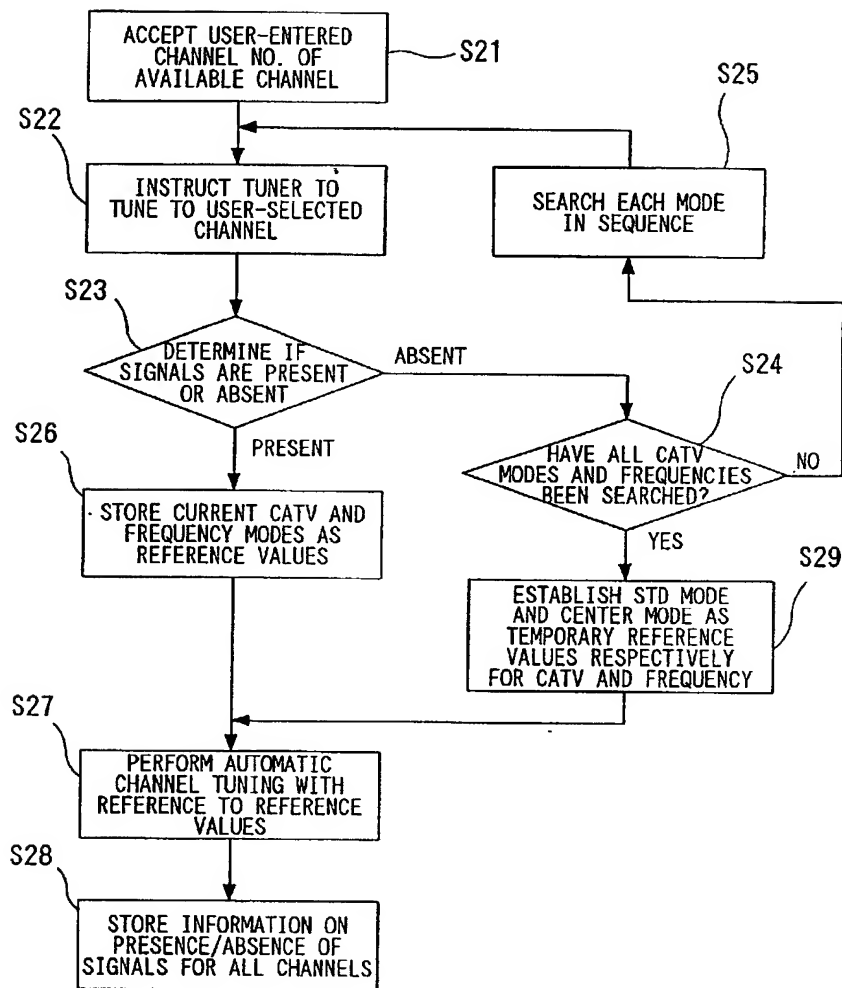 ACCEPT USER-ENTERED
CHANNEL NO. OF
AVAILABLE CHANNEL
S21
S25
S22
INSTRUCT TUNER TO
TUNE TO USER-SELECTED
CHANNEL
SEARCH EACH MODE
IN SEQUENCE
S23
DETERMINE IF
SIGNALS ARE PRESENT
OR ABSENT
ABSENT
S24
S26
PRESENT
HAVE ALL CATV
MODES AND FREQUENCIES
BEEN SEARCHED?
NO
STORE CURRENT CATV AND
FREQUENCY MODES AS
REFERENCE VALUES
YES
S29
ESTABLISH STD MODE
AND CENTER MODE AS
TEMPORARY REFERENCE
VALUES RESPECTIVELY
FOR CATV AND FREQUENCY
S27
PERFORM AUTOMATIC
CHANNEL TUNING WITH
REFERENCE TO REFERENCE
VALUES
S28
STORE INFORMATION ON
PRESENCE/ABSENCE OF
SIGNALS FOR ALL CHANNELS